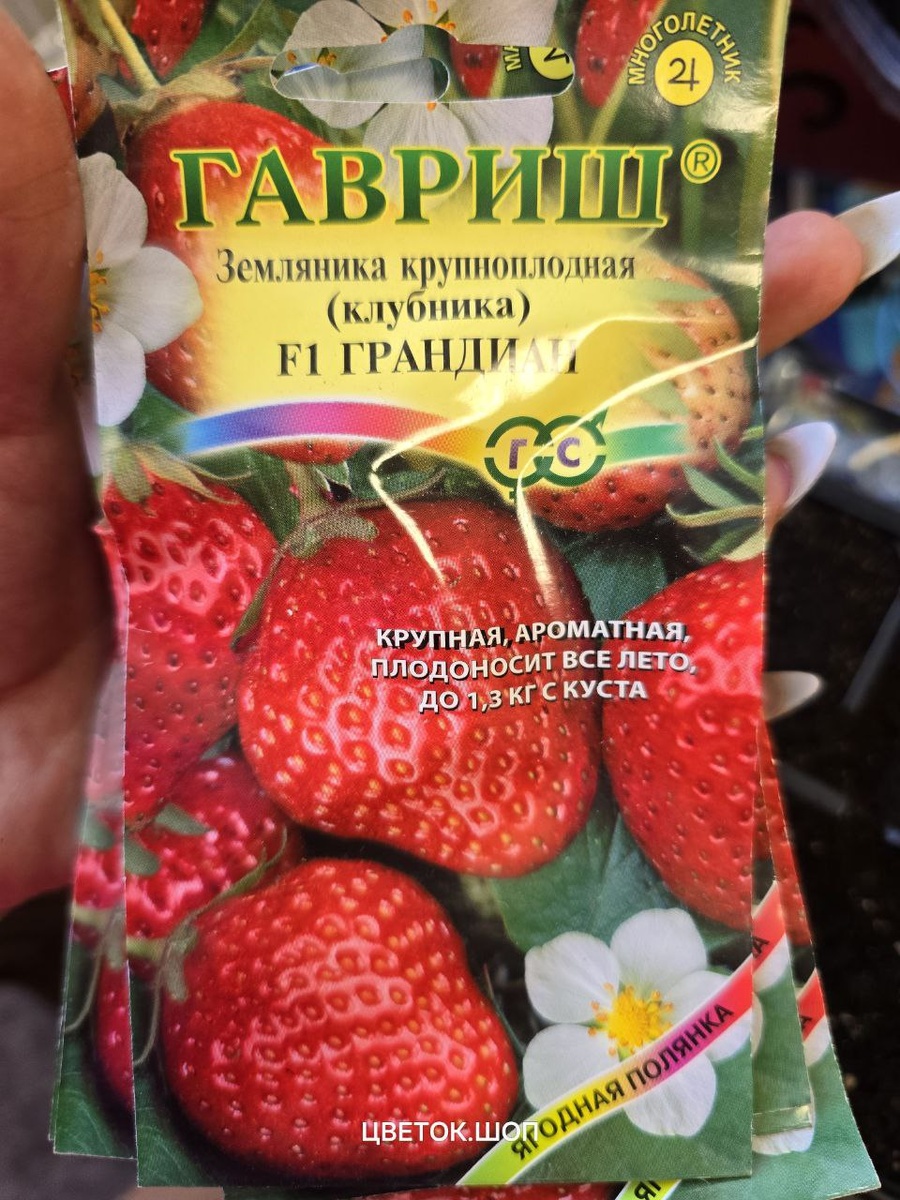 МНОГОЛЕТНИК
ГАВРИШ®
Земляника крупноплодная
(клубника)
F1 ГРАНДИАН
ГС
КРУПНАЯ, АРОМАТНАЯ,
ПЛОДОНОСИТ ВСЕ ЛЕТО,
ДО 1,3 КГ С КУСТА
ЯГОДНАЯ ПОЛЯНКА
ЦВЕТОК.ШОП